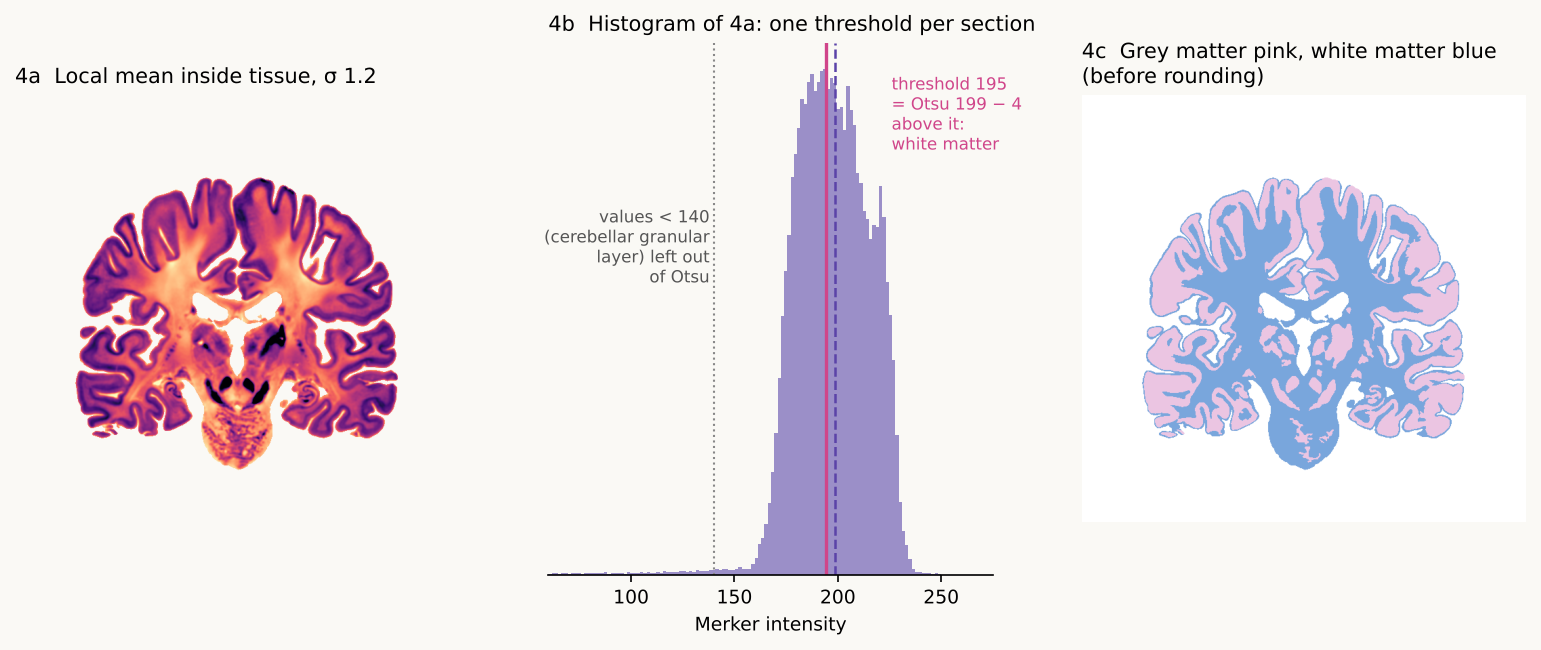 4a  Local mean inside tissue, σ 1.2
4b  Histogram of 4a: one threshold per section
values < 140
(cerebellar granular
layer) left out
of Otsu
threshold 195
= Otsu 199 − 4
above it:
white matter
100 150 200 250
Merker intensity
4c  Grey matter pink, white matter blue
(before rounding)